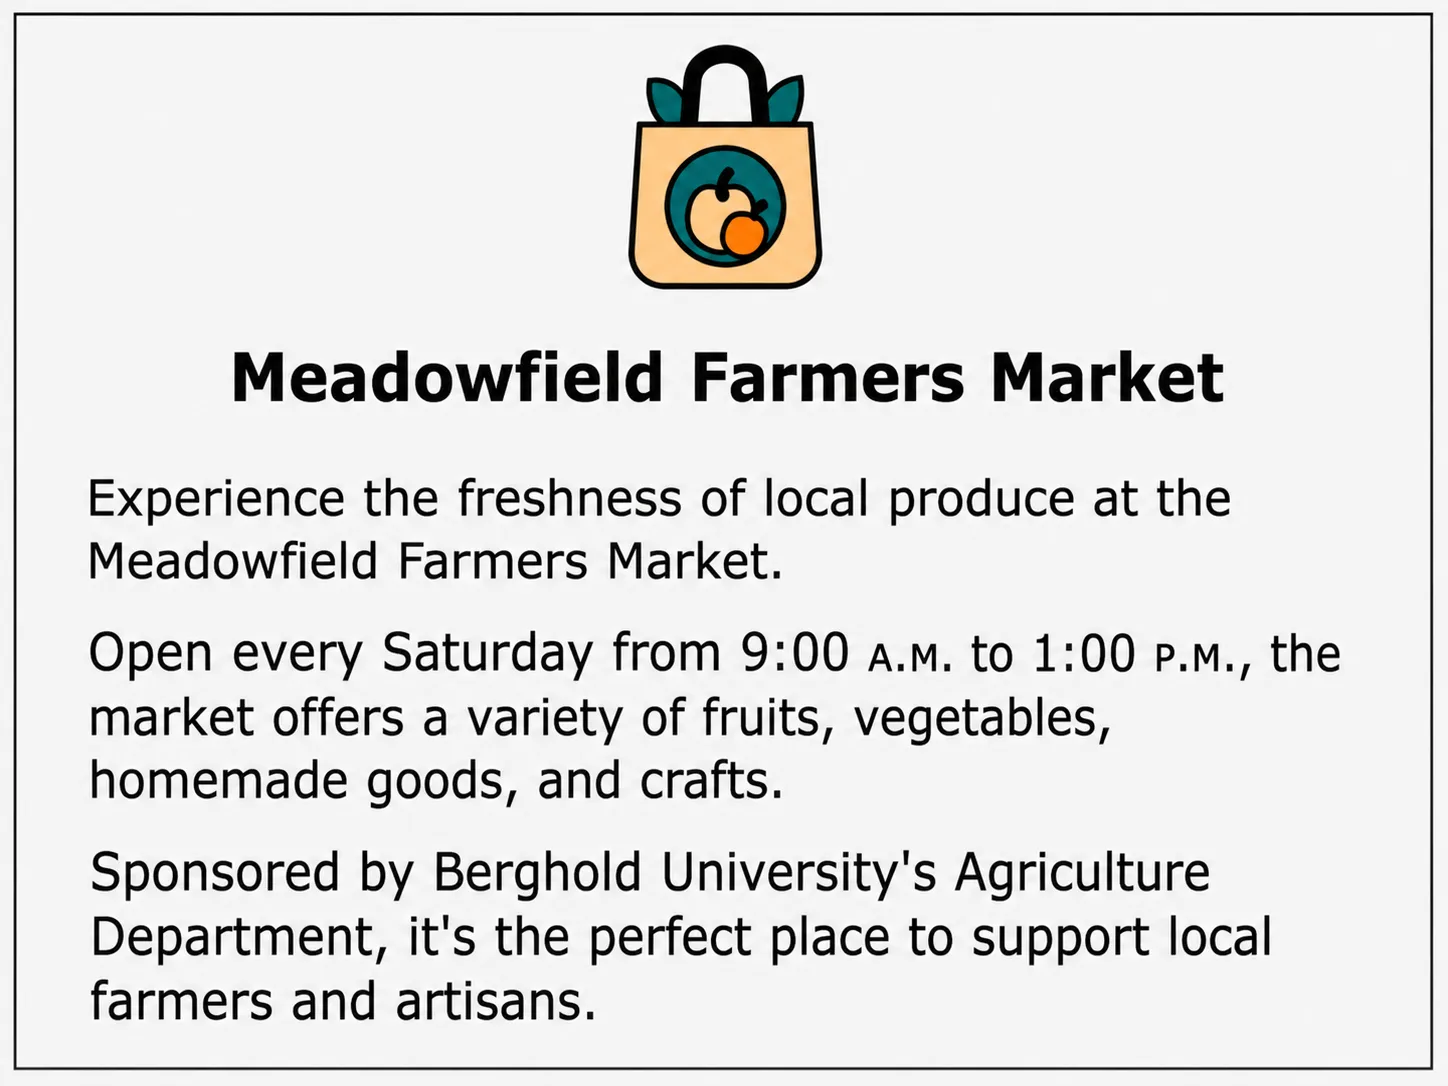 Meadowfield Farmers Market
Experience the freshness of local produce at the
Meadowfield Farmers Market.
Open every Saturday from 9:00 A.M. to 1:00 P.M., the
market offers a variety of fruits, vegetables,
homemade goods, and crafts.
Sponsored by Berghold University's Agriculture
Department, it's the perfect place to support local
farmers and artisans.